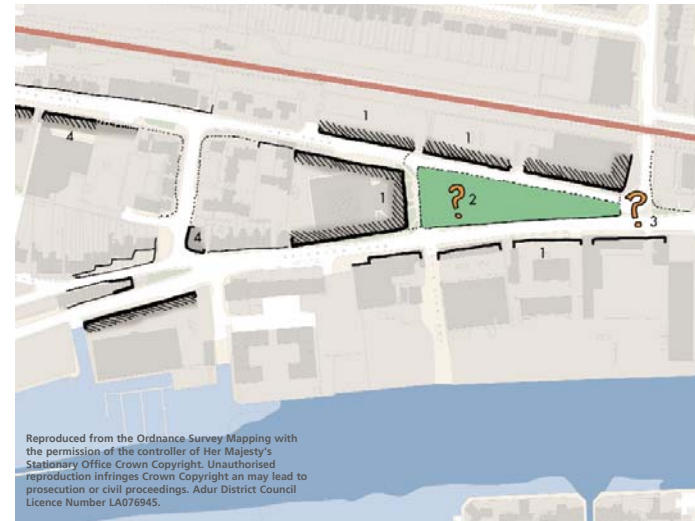 1
1
4
? 2
1
? 3
4
1
Reproduced from the Ordnance Survey Mapping with
the permission of the controller of Her Majesty's
Stationary Office Crown Copyright. Unauthorised
reproduction infringes Crown Copyright an may lead to
prosecution or civil proceedings. Adur District Council
Licence Number LA076945.